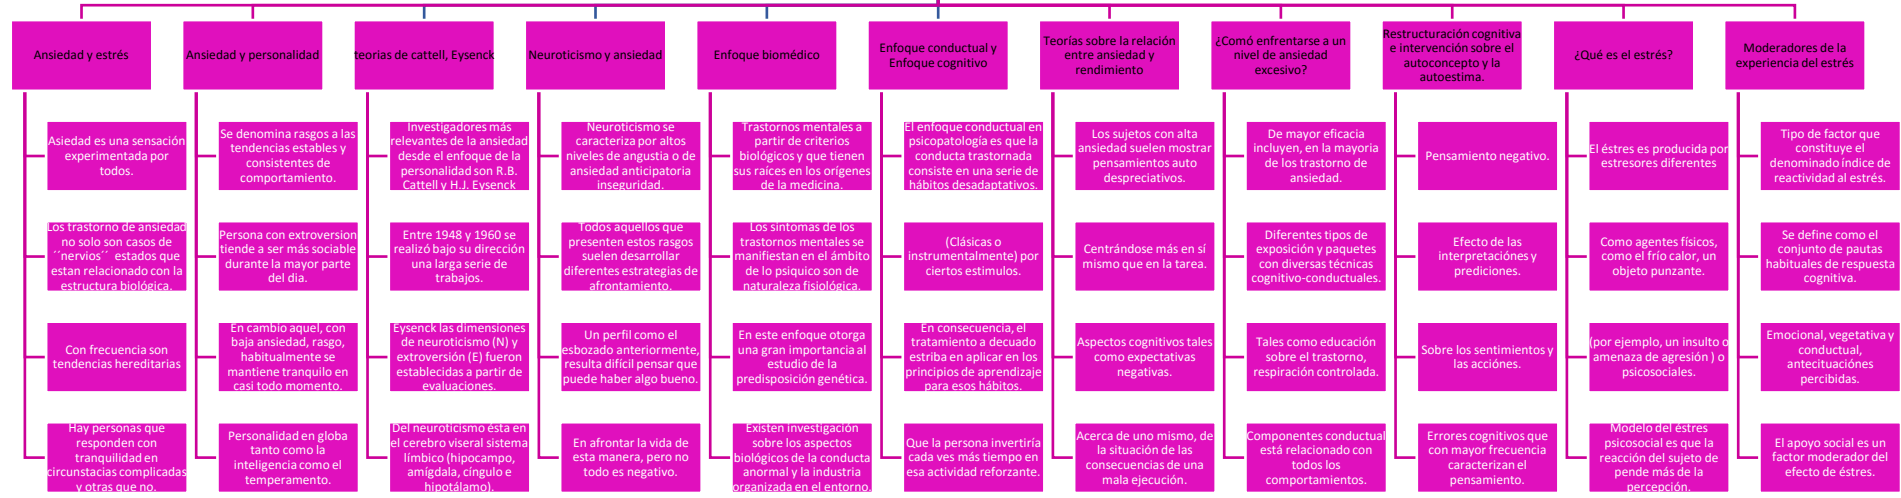 Ansiedad y estrés
Asiedad es una sensación
experimentada por
todos.
Los trastorno de ansiedad
no solo son casos de
´´nervios´´ estados que
estan relacionado con la
estructura biológica.
Con frecuencia son
tendencias hereditarias
Hay personas que
responden con
tranquilidad en
circunstacias complicadas
y otras que no.
Ansiedad y personalidad
Se denomina rasgos a las
tendencias estables y
consistentes de
comportamiento.
Persona con extroversion
tiende a ser más sociable
durante la mayor parte
del dia.
En cambio aquel, con
baja ansiedad, rasgo,
habitualmente se
mantiene tranquilo en
casi todo momento.
Personalidad en globa
tanto como la
inteligencia como el
temperamento.
teorias de cattell, Eysenck
Investigadores más
relevantes de la ansiedad
desde el enfoque de la
personalidad son R.B.
Cattell y H.J. Eysenck
Entre 1948 y 1960 se
realizó bajo su dirección
una larga serie de
trabajos.
Eysenck las dimensiones
de neuroticismo (N) y
extroversión (E) fueron
establecidas a partir de
evaluaciones.
Del neuroticismo ésta en
el cerebro viseral sistema
límbico (hipocampo,
amígdala, cíngulo e
hipotálamo).
Neuroticismo y ansiedad
Neuroticismo se
caracteriza por altos
niveles de angustia o de
ansiedad anticipatoria
inseguridad.
Todos aquellos que
presenten estos rasgos
suelen desarrollar
diferentes estrategias de
afrontamiento.
Un perfil como el
esbozado anteriormente,
resulta difícil pensar que
puede haber algo bueno.
En afrontar la vida de
esta manera, pero no
todo es negativo.
Enfoque biomédico
Trastornos mentales a
partir de criterios
biológicos y que tienen
sus raíces en los orígenes
de la medicina.
Los sintomas de los
trastornos mentales se
manifiestan en el ámbito
de lo psiquico son de
naturaleza fisiológica.
En este enfoque otorga
una gran importancia al
estudio de la
predisposición genética.
Existen investigación
sobre los aspectos
biológicos de la conducta
anormal y la industria
organizada en el entorno.
Enfoque conductual y
Enfoque cognitivo
El enfoque conductual en
psicopatología es que la
conducta trastornada
consiste en una serie de
hábitos desadaptativos.
(Clásicas o
instrumentalmente) por
ciertos estimulos.
En consecuencia, el
tratamiento a decuado
estriba en aplicar en los
principios de aprendizaje
para esos hábitos.
Que la persona invertiría
cada ves más tiempo en
esa actividad reforzante.
Teorías sobre la relación
entre ansiedad y
rendimiento
Los sujetos con alta
ansiedad suelen mostrar
pensamientos auto
despreciativos.
Centrándose más en sí
mismo que en la tarea.
Aspectos cognitivos tales
como expectativas
negativas.
Acerca de uno mismo, de
la situación de las
consecuencias de una
mala ejecución.
¿Comó enfrentarse a un
nivel de ansiedad
excesivo?
De mayor eficacia
incluyen, en la mayoria
de los trastorno de
ansiedad.
Diferentes tipos de
exposición y paquetes
con diversas técnicas
cognitivo-conductuales.
Tales como educación
sobre el trastorno,
respiración controlada.
Componentes conductual
está relacionado con
todos los
comportamientos.
Restructuración cognitiva
e intervención sobre el
autoconcepto y la
autoestima.
Pensamiento negativo.
Efecto de las
interpretaciónes y
prediciones.
Sobre los sentimientos y
las acciónes.
Errores cognitivos que
con mayor frecuencia
caracterizan el
pensamiento.
¿Qué es el estrés?
El éstres es producida por
estresores diferentes
Como agentes físicos,
como el frío calor, un
objeto punzante.
(por ejemplo, un insulto o
amenaza de agresión ) o
psicosociales.
Modelo del éstres
psicosocial es que la
reacción del sujeto de
pende más de la
percepción.
Moderadores de la
experiencia del estrés
Tipo de factor que
constituye el
denominado índice de
reactividad al estrés.
Se define como el
conjunto de pautas
habituales de respuesta
cognitiva.
Emocional, vegetativa y
conductual,
antecituaciónes
percibidas.
El apoyo social es un
factor moderador del
efecto de éstres.